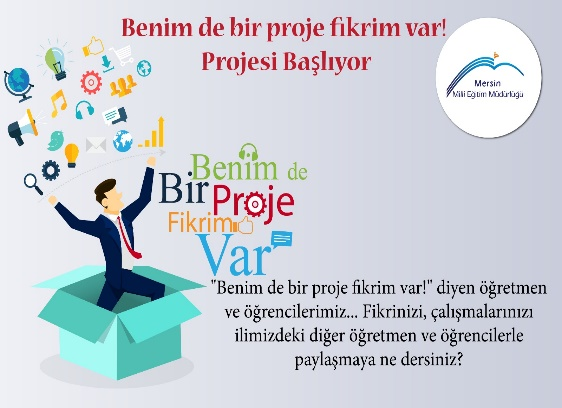 Benim de bir proje fikrim var!
Projesi Başlıyor
Mersin
Milli Eğitim Müdürlüğü
Benim de
Bir Proje
Fikrim
Var
"Benim de bir proje fikrim var!" diyen öğretmen
ve öğrencilerimiz... Fikrinizi, çalışmalarınızı
ilimizdeki diğer öğretmen ve öğrencilerle
paylaşmaya ne dersiniz?